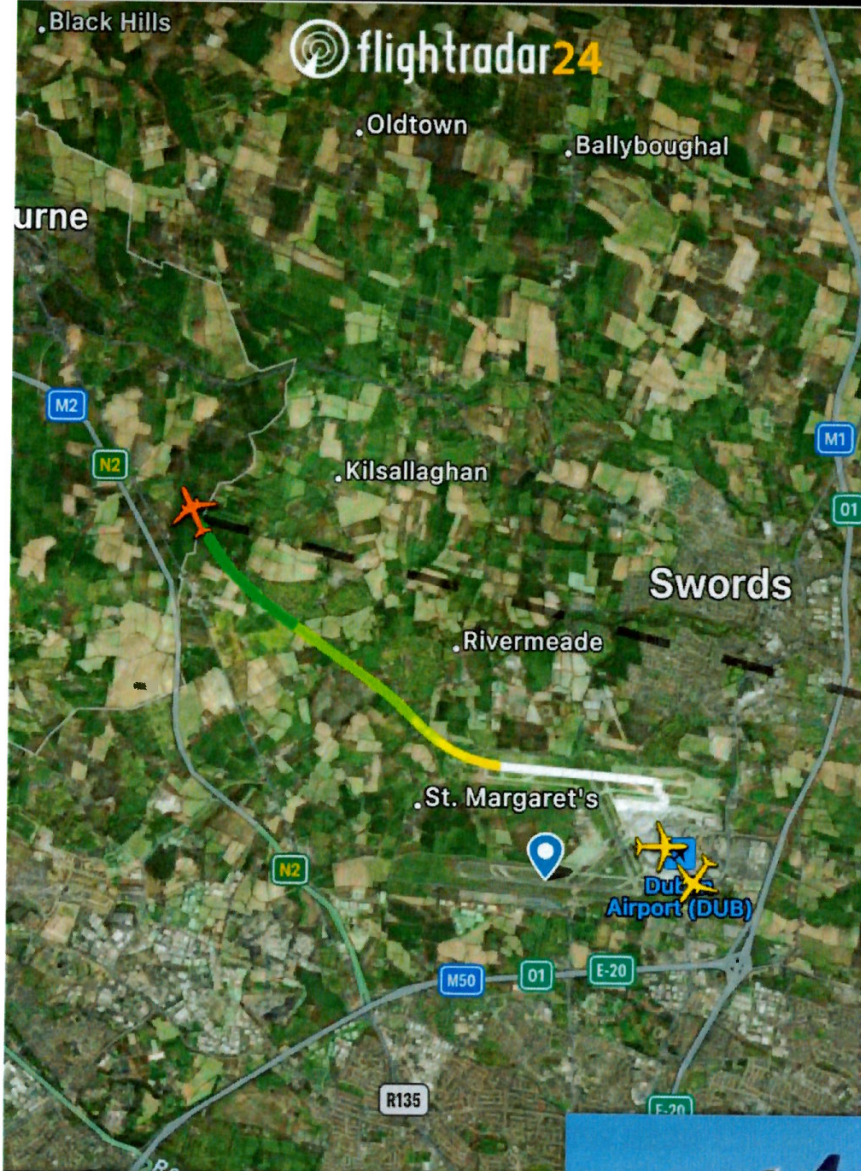 Black Hills
flightradar24
Oldtown
Ballyboughal
urne
M2
M1
N2
Kilsallaghan
01
Swords
Rivermeade
St. Margaret's
N2
Airport (DUB)
M50
01
E-20
R135
E-20